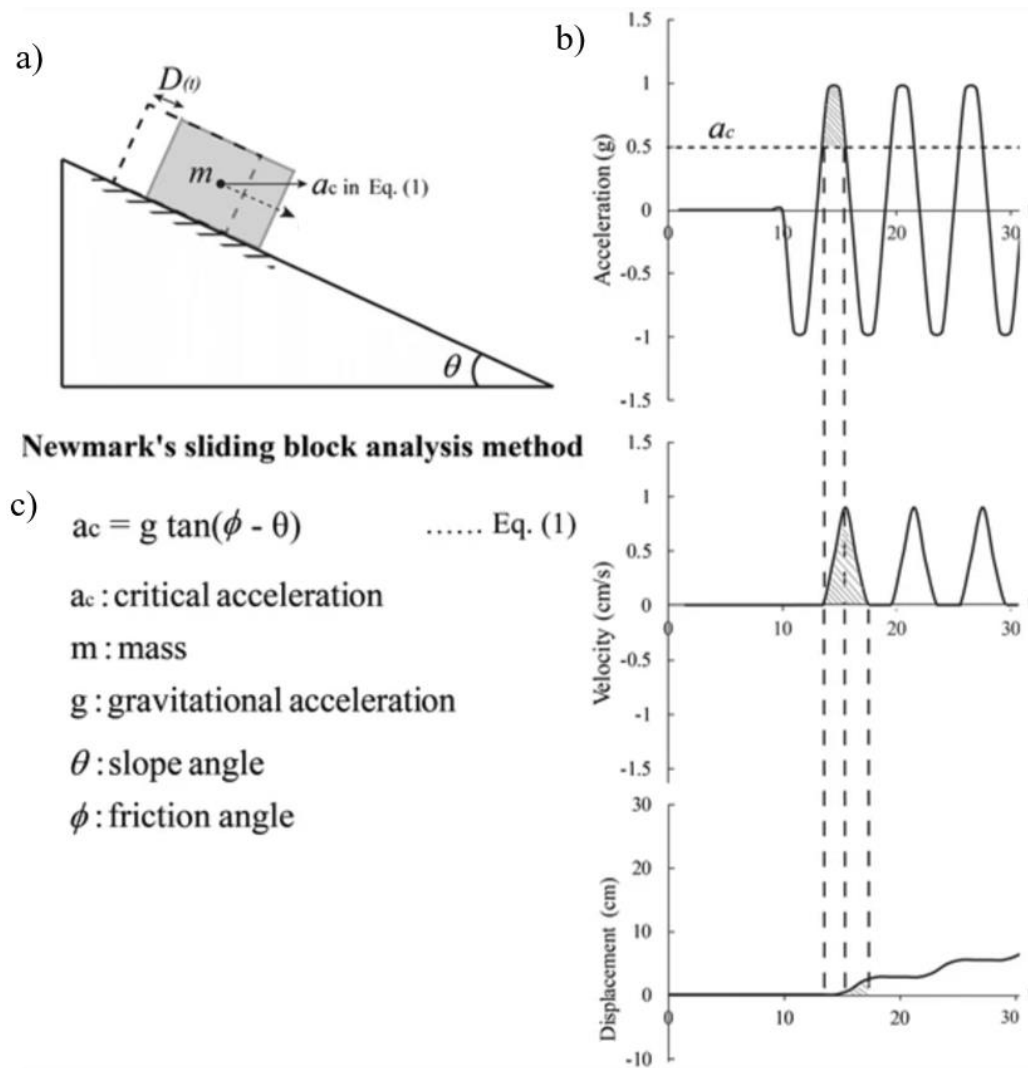 a)
D(t)
m
ac in Eq. (1)
θ
Newmark's sliding block analysis method
c)
ac = g tan(ϕ - θ) ...... Eq. (1)
ac : critical acceleration
m : mass
g : gravitational acceleration
θ : slope angle
ϕ : friction angle
b)
Acceleration (g)
1.5
1
ac
0.5
0
0 10 20 30
-0.5
-1
-1.5
Velocity (cm/s)
1.5
1
0.5
0
0 10 20 30
-0.5
-1
-1.5
Displacement (cm)
30
20
10
0
0 10 20 30
-10